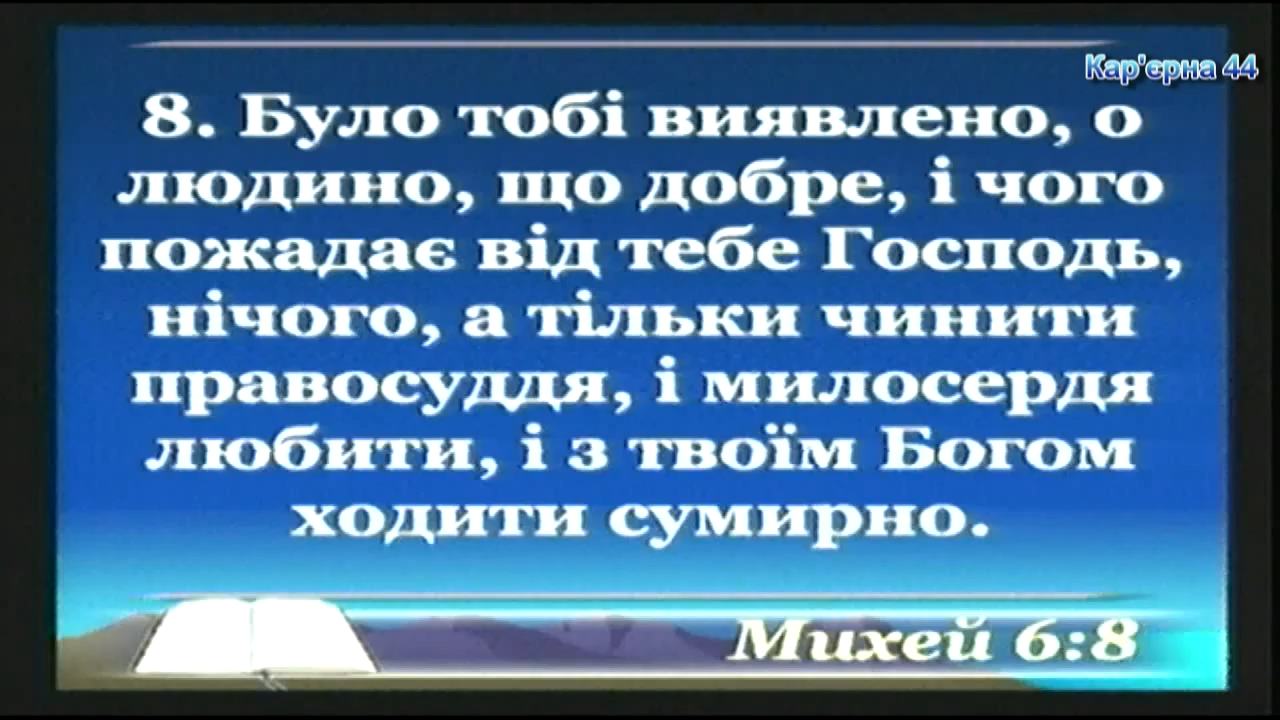 Кар'єрна 44
8. Було тобі виявлено, о
людино, що добре, і чого
пожадає від тебе Господь,
нічого, а тільки чинити
правосуддя, і милосердя
любити, і з твоїм Богом
ходити сумирно.
Михей 6:8